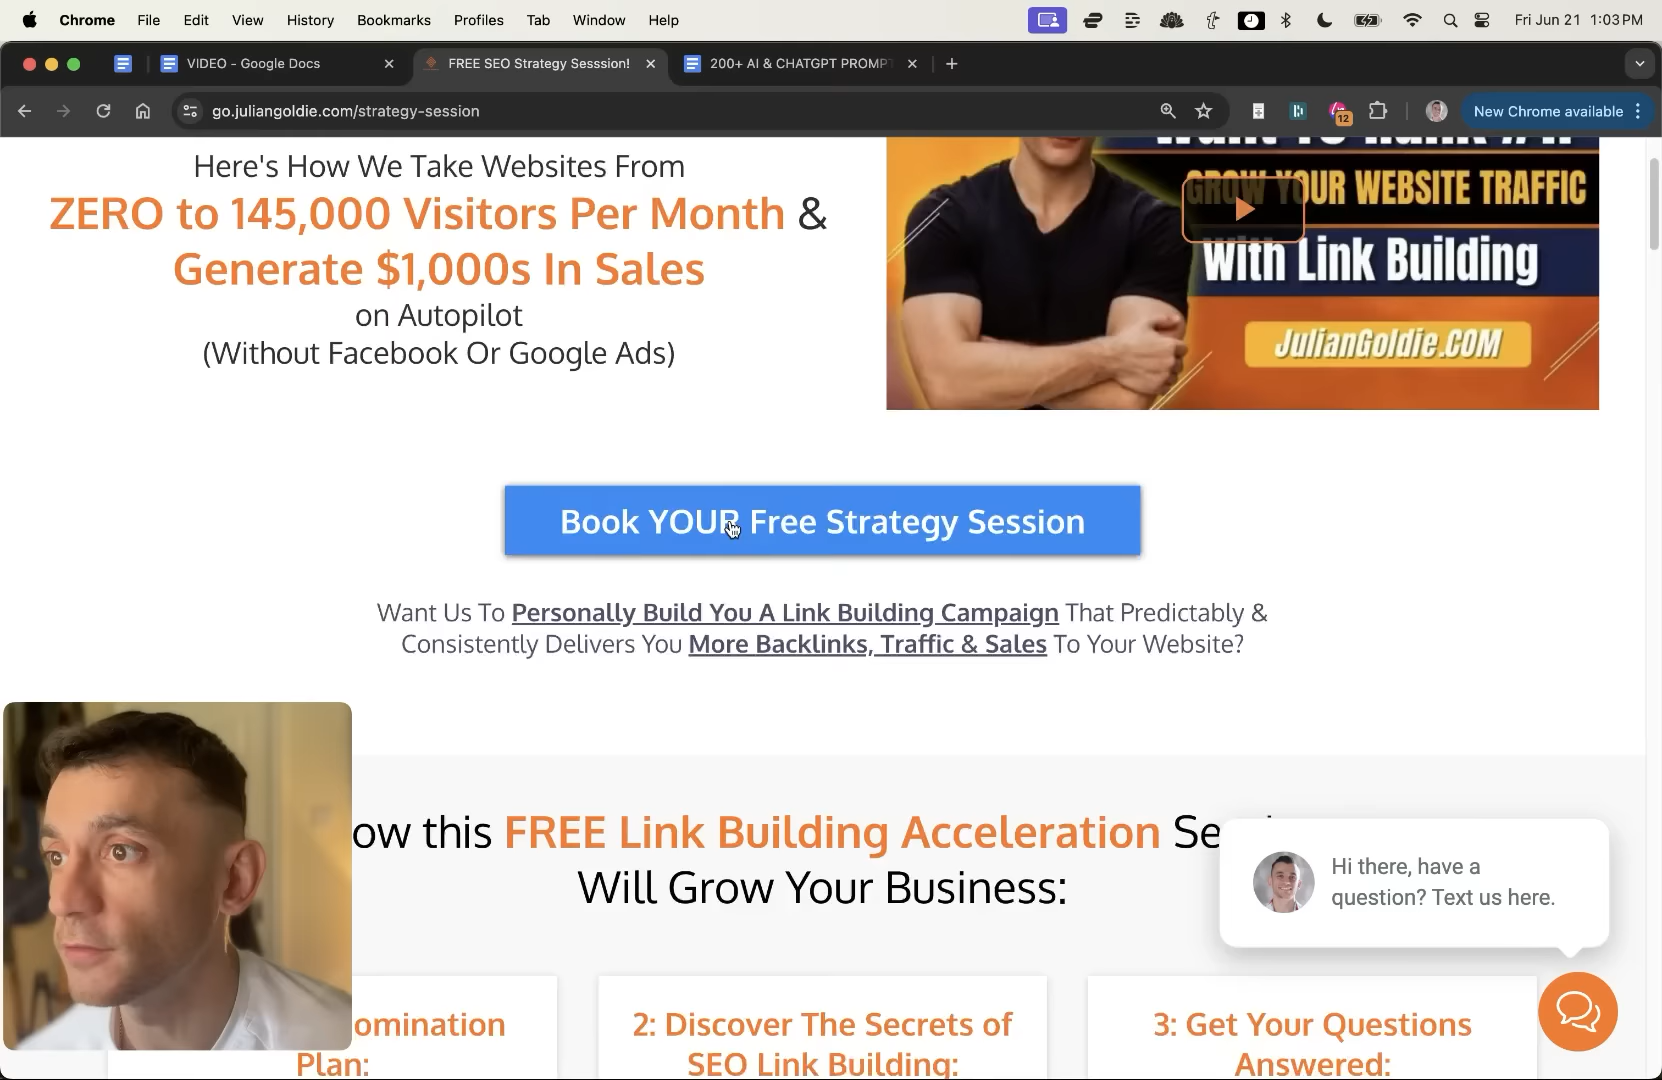 Chrome File Edit View History Bookmarks Profiles Tab Window Help Fri Jun 21 1:03 PM
VIDEO - Google Docs
FREE SEO Strategy Sesssion!
200+ AI & CHATGPT PROMPT
go.juliangoldie.com/strategy-session
12
New Chrome available
Here's How We Take Websites From
ZERO to 145,000 Visitors Per Month &
Generate $1,000s In Sales
on Autopilot
(Without Facebook Or Google Ads)
GROW YOUR WEBSITE TRAFFIC
With Link Building
JulianGoldie.COM
Book YOUR Free Strategy Session
Want Us To Personally Build You A Link Building Campaign That Predictably &
Consistently Delivers You More Backlinks, Traffic & Sales To Your Website?
ow this FREE Link Building Acceleration Se
Will Grow Your Business:
Hi there, have a
question? Text us here.
omination
Plan:
2: Discover The Secrets of
SEO Link Building:
3: Get Your Questions
Answered: